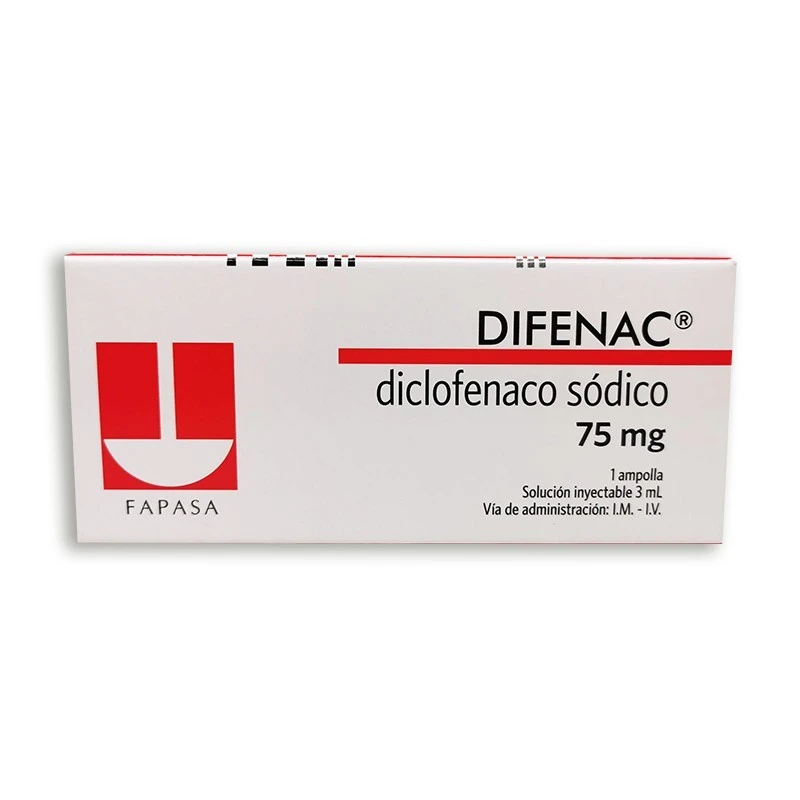 DIFENAC®
diclofenaco sódico
75 mg
1 ampolla
Solución inyectable 3 mL
Vía de administración: I.M. - I.V.
FAPASA